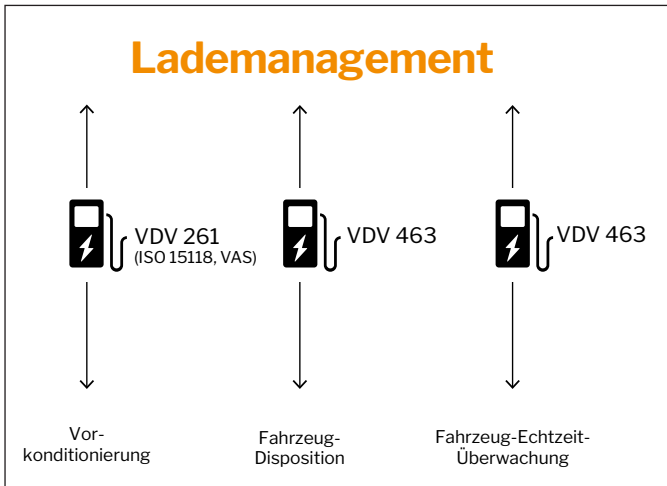 Lademanagement
VDV 261
(ISO 15118, VAS)
VDV 463
VDV 463
Vor-
konditionierung
Fahrzeug-
Disposition
Fahrzeug-Echtzeit-
Überwachung